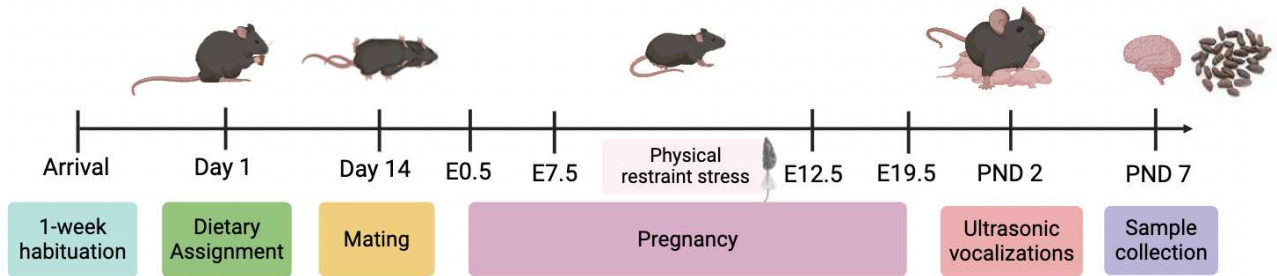 Physical
restraint stress
Arrival
Day 1
Day 14
E0.5
E7.5
E12.5
E19.5
PND 2
PND 7
1-week
habituation
Dietary
Assignment
Mating
Pregnancy
Ultrasonic
vocalizations
Sample
collection